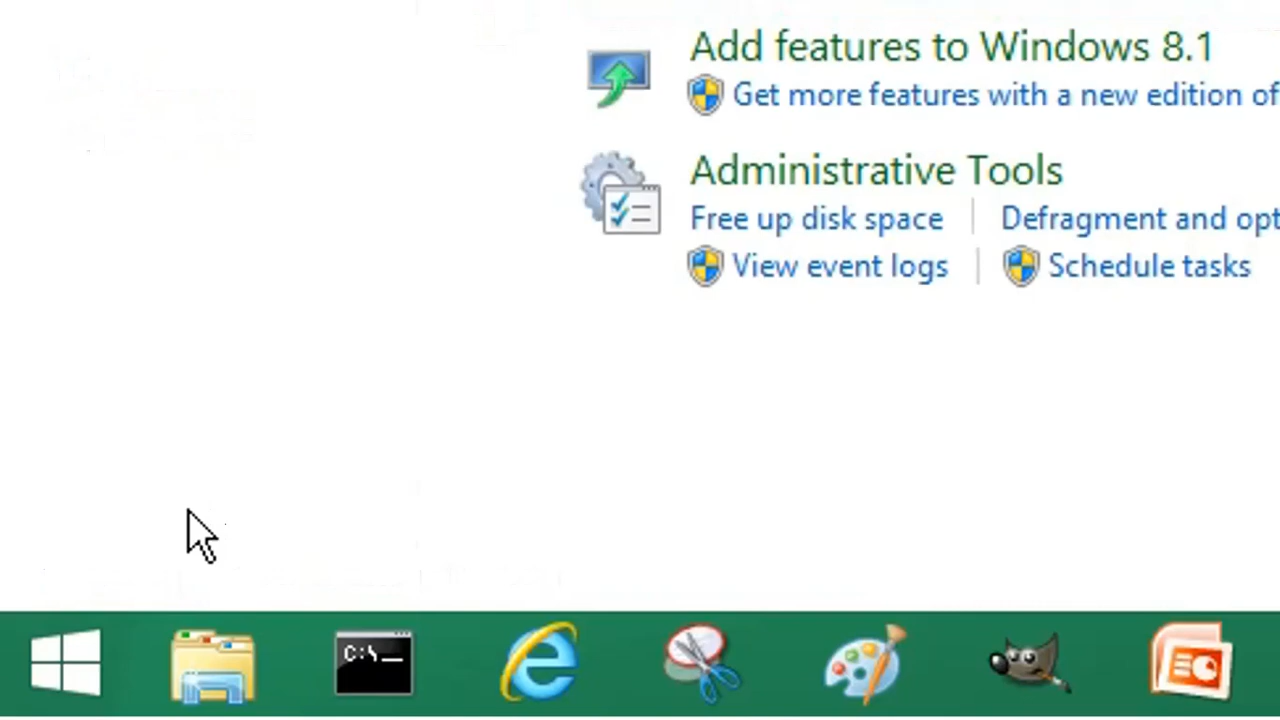 Add features to Windows 8.1
Get more features with a new edition of
Administrative Tools
Free up disk space | Defragment and opt
View event logs | Schedule tasks
C:\_